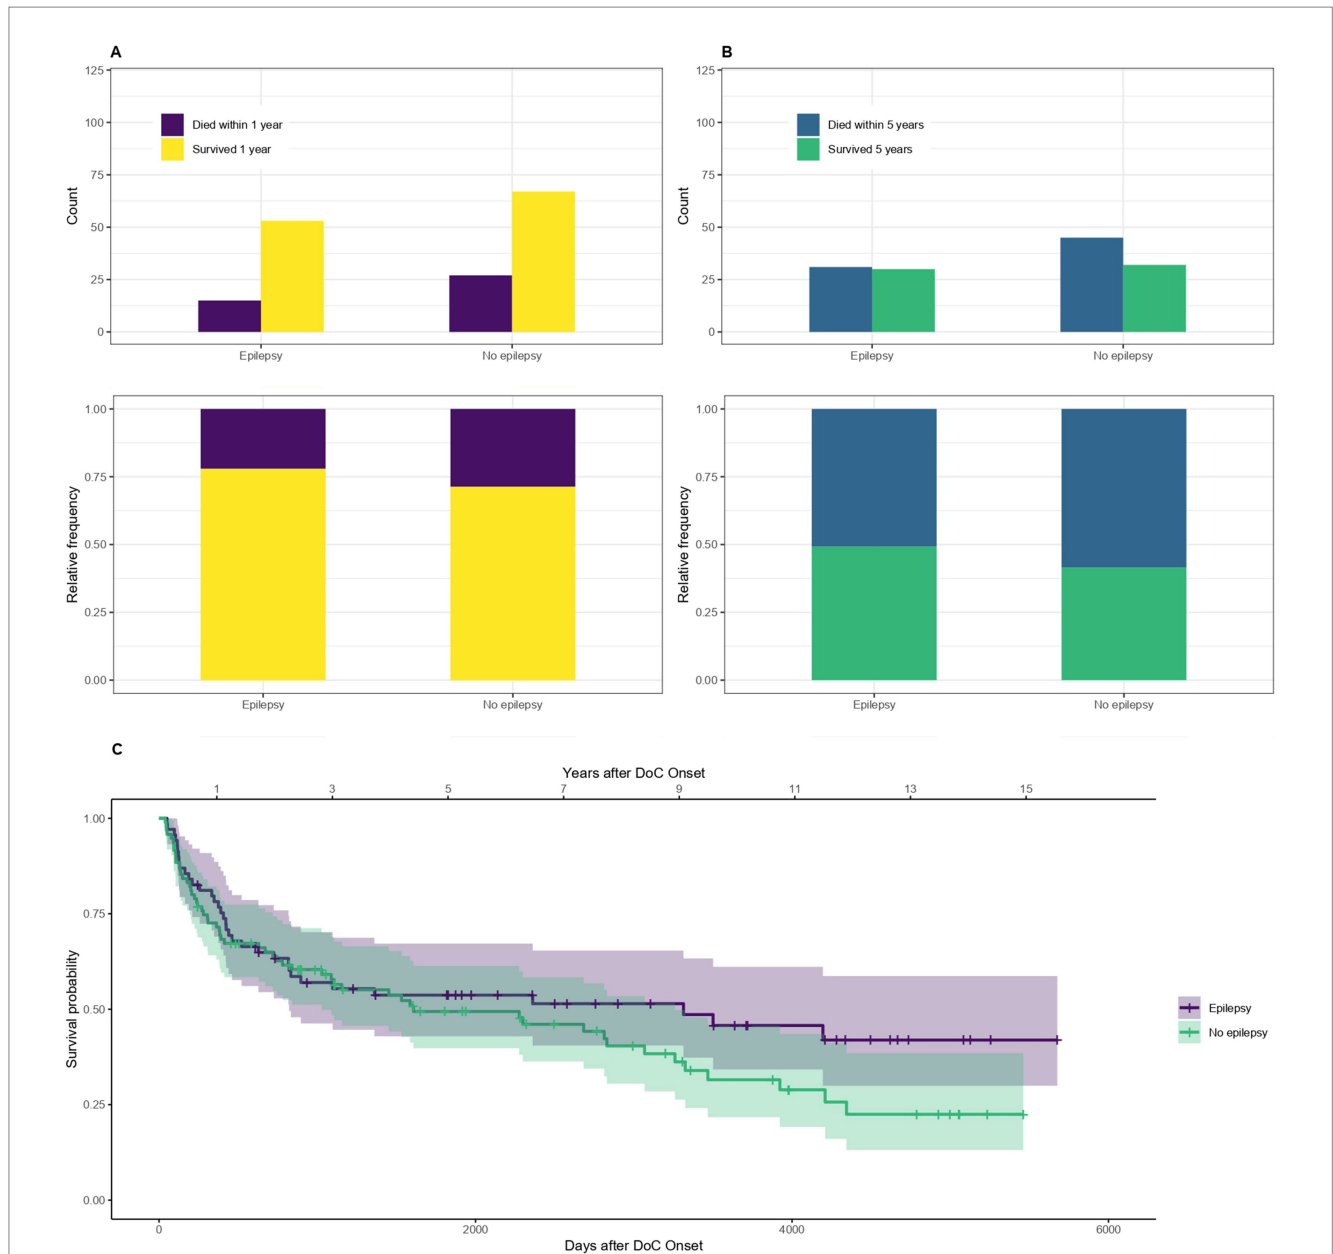 A
125
100
75
50
25
0
Count
Died within 1 year
Survived 1 year
Epilepsy
No epilepsy
B
125
100
75
50
25
0
Count
Died within 5 years
Survived 5 years
Epilepsy
No epilepsy
1.00
0.75
0.50
0.25
0.00
Relative frequency
Epilepsy
No epilepsy
1.00
0.75
0.50
0.25
0.00
Relative frequency
Epilepsy
No epilepsy
C
Years after DoC Onset
1 3 5 7 9 11 13 15
1.00
0.75
0.50
0.25
0.00
Survival probability
Epilepsy
No epilepsy
0 2000 4000 6000
Days after DoC Onset